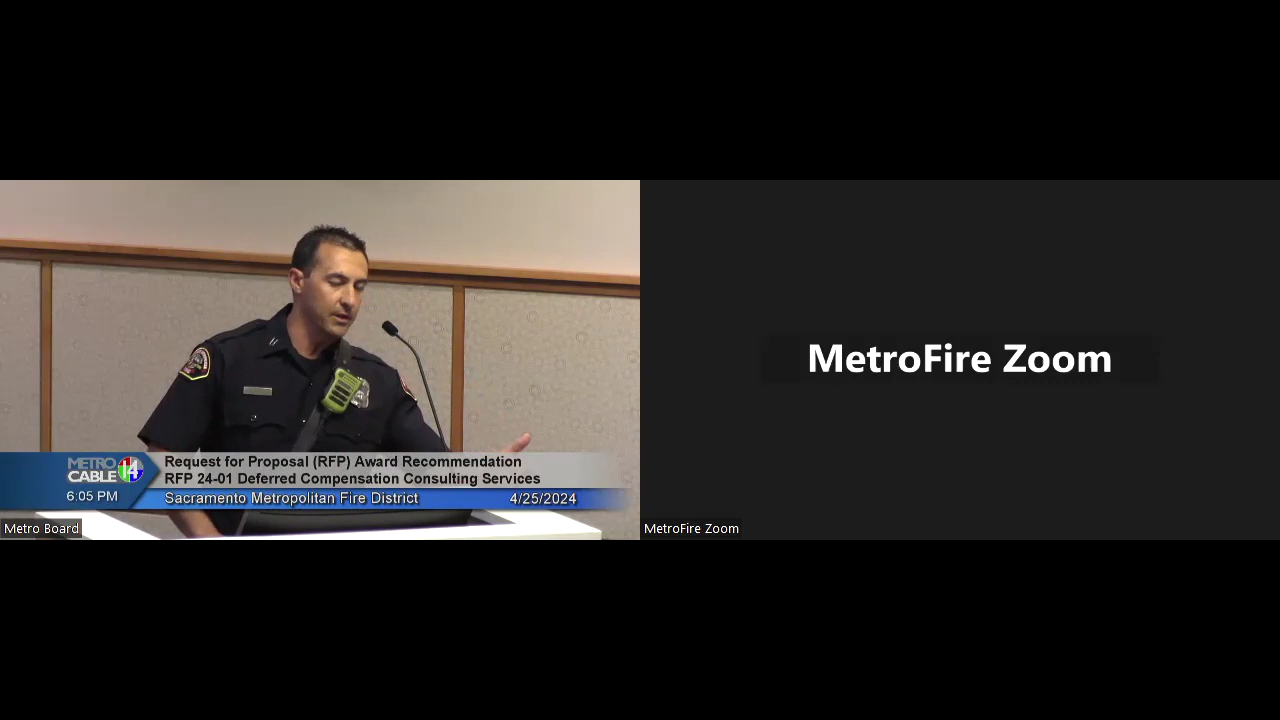 METRO
CABLE 14
6:05 PM
Request for Proposal (RFP) Award Recommendation
RFP 24-01 Deferred Compensation Consulting Services
Sacramento Metropolitan Fire District 4/25/2024
Metro Board
MetroFire Zoom
MetroFire Zoom